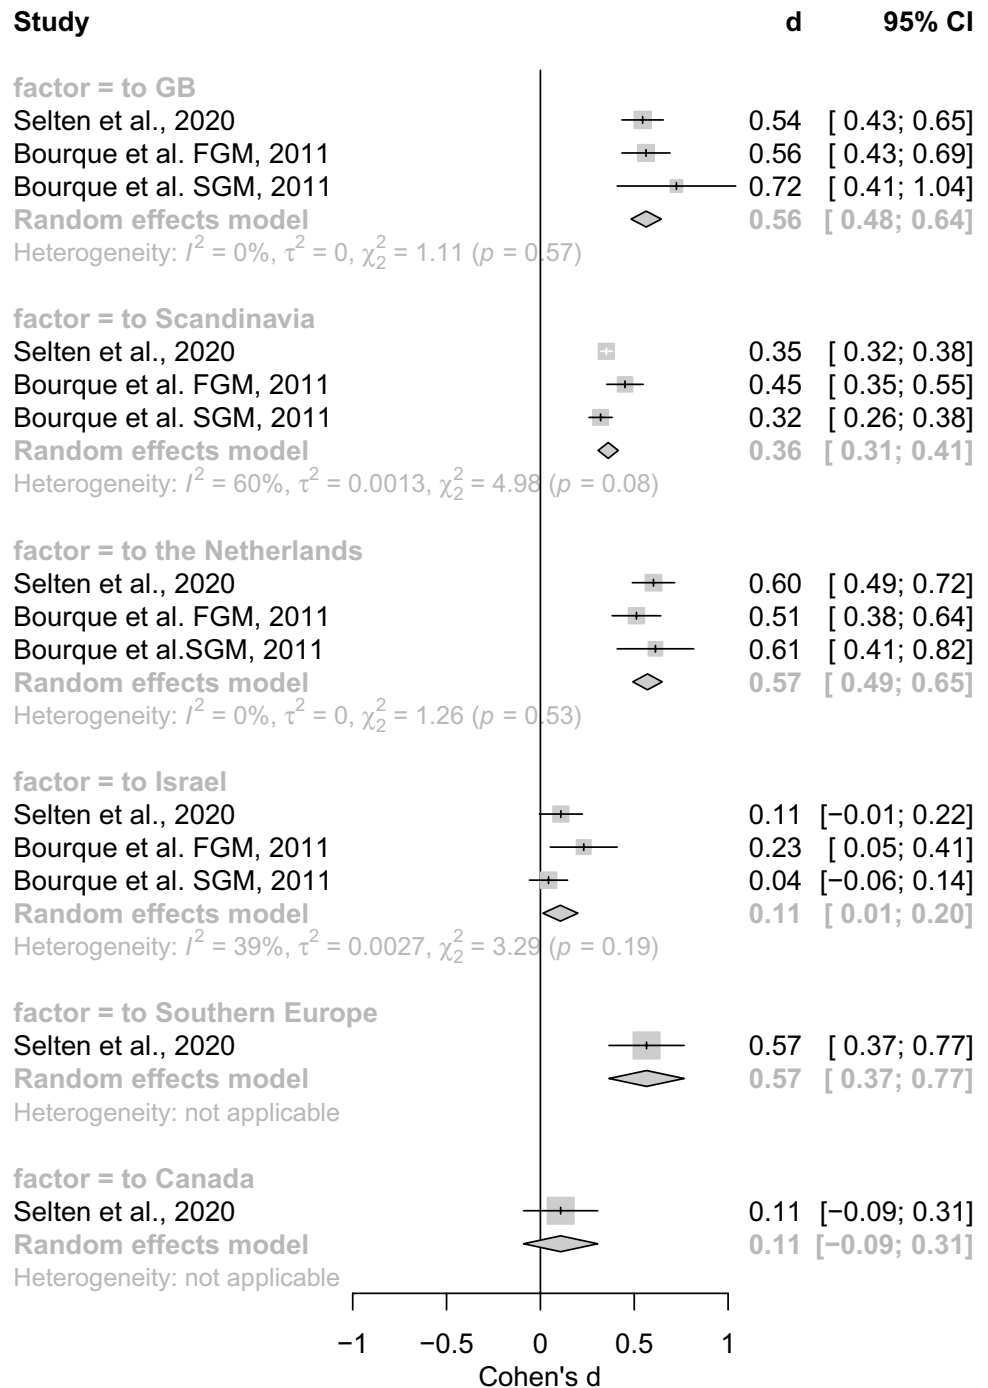 Study d 95% CI
factor = to GB
Selten et al., 2020 0.54 [ 0.43; 0.65]
Bourque et al. FGM, 2011 0.56 [ 0.43; 0.69]
Bourque et al. SGM, 2011 0.72 [ 0.41; 1.04]
Random effects model 0.56 [ 0.48; 0.64]
Heterogeneity: I² = 0%, τ² = 0, χ²₂ = 1.11 (p = 0.57)
factor = to Scandinavia
Selten et al., 2020 0.35 [ 0.32; 0.38]
Bourque et al. FGM, 2011 0.45 [ 0.35; 0.55]
Bourque et al. SGM, 2011 0.32 [ 0.26; 0.38]
Random effects model 0.36 [ 0.31; 0.41]
Heterogeneity: I² = 60%, τ² = 0.0013, χ²₂ = 4.98 (p = 0.08)
factor = to the Netherlands
Selten et al., 2020 0.60 [ 0.49; 0.72]
Bourque et al. FGM, 2011 0.51 [ 0.38; 0.64]
Bourque et al.SGM, 2011 0.61 [ 0.41; 0.82]
Random effects model 0.57 [ 0.49; 0.65]
Heterogeneity: I² = 0%, τ² = 0, χ²₂ = 1.26 (p = 0.53)
factor = to Israel
Selten et al., 2020 0.11 [−0.01; 0.22]
Bourque et al. FGM, 2011 0.23 [ 0.05; 0.41]
Bourque et al. SGM, 2011 0.04 [−0.06; 0.14]
Random effects model 0.11 [ 0.01; 0.20]
Heterogeneity: I² = 39%, τ² = 0.0027, χ²₂ = 3.29 (p = 0.19)
factor = to Southern Europe
Selten et al., 2020 0.57 [ 0.37; 0.77]
Random effects model 0.57 [ 0.37; 0.77]
Heterogeneity: not applicable
factor = to Canada
Selten et al., 2020 0.11 [−0.09; 0.31]
Random effects model 0.11 [−0.09; 0.31]
Heterogeneity: not applicable
−1 −0.5 0 0.5 1
Cohen's d